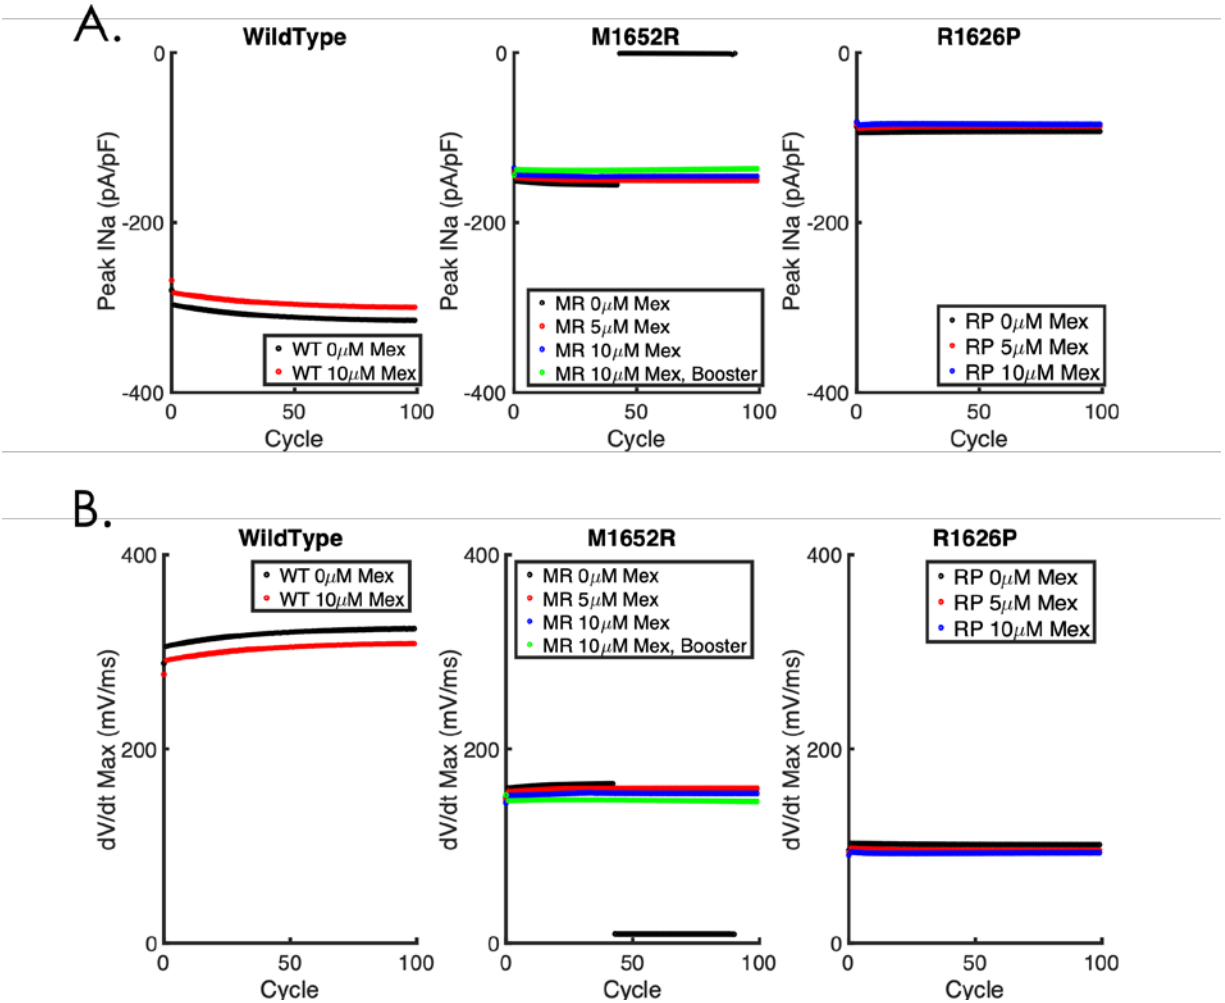 A.
WildType
M1652R
R1626P
Peak INa (pA/pF)
0
-200
-400
WT 0μM Mex
WT 10μM Mex
0
50
100
Cycle
Peak INa (pA/pF)
0
-200
-400
MR 0μM Mex
MR 5μM Mex
MR 10μM Mex
MR 10μM Mex, Booster
0
50
100
Cycle
Peak INa (pA/pF)
0
-200
-400
RP 0μM Mex
RP 5μM Mex
RP 10μM Mex
0
50
100
Cycle
B.
WildType
M1652R
R1626P
dV/dt Max (mV/ms)
400
200
0
WT 0μM Mex
WT 10μM Mex
0
50
100
Cycle
dV/dt Max (mV/ms)
400
200
0
MR 0μM Mex
MR 5μM Mex
MR 10μM Mex
MR 10μM Mex, Booster
0
50
100
Cycle
dV/dt Max (mV/ms)
400
200
0
RP 0μM Mex
RP 5μM Mex
RP 10μM Mex
0
50
100
Cycle